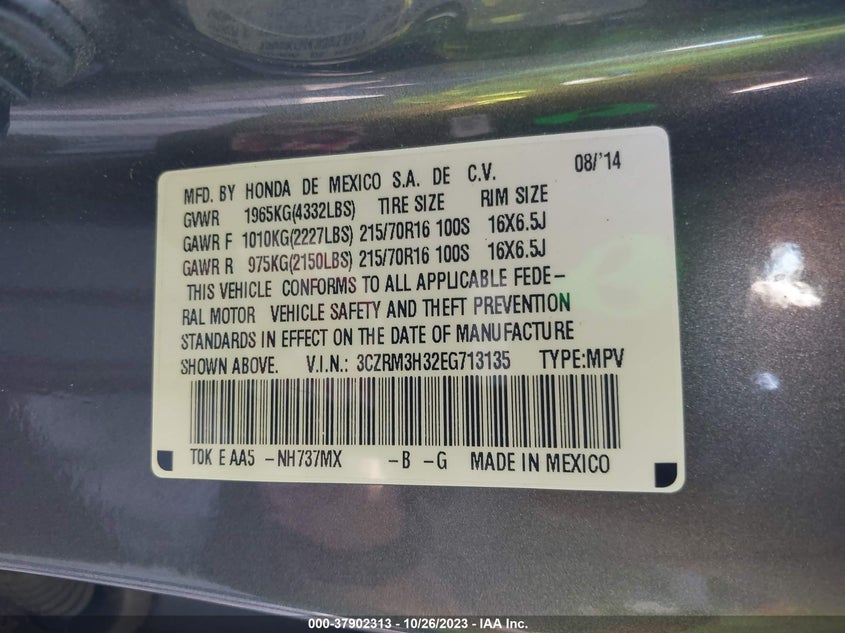 MFD. BY HONDA DE MEXICO S.A. DE C.V. 08/'14
GVWR 1965KG(4332LBS) TIRE SIZE RIM SIZE
GAWR F 1010KG(2227LBS) 215/70R16 100S 16X6.5J
GAWR R 975KG(2150LBS) 215/70R16 100S 16X6.5J
THIS VEHICLE CONFORMS TO ALL APPLICABLE FEDE-
RAL MOTOR VEHICLE SAFETY AND THEFT PREVENTION
STANDARDS IN EFFECT ON THE DATE OF MANUFACTURE
SHOWN ABOVE. V.I.N.: 3CZRM3H32EG713135 TYPE:MPV
T0K E AA5 -NH737MX -B -G MADE IN MEXICO
000-37902313 - 10/26/2023 - IAA Inc.